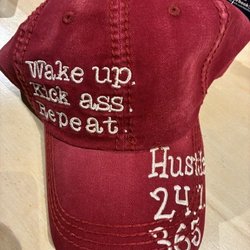 Wake up.
Kick ass.
Repeat.
Hustle
24.7.
365